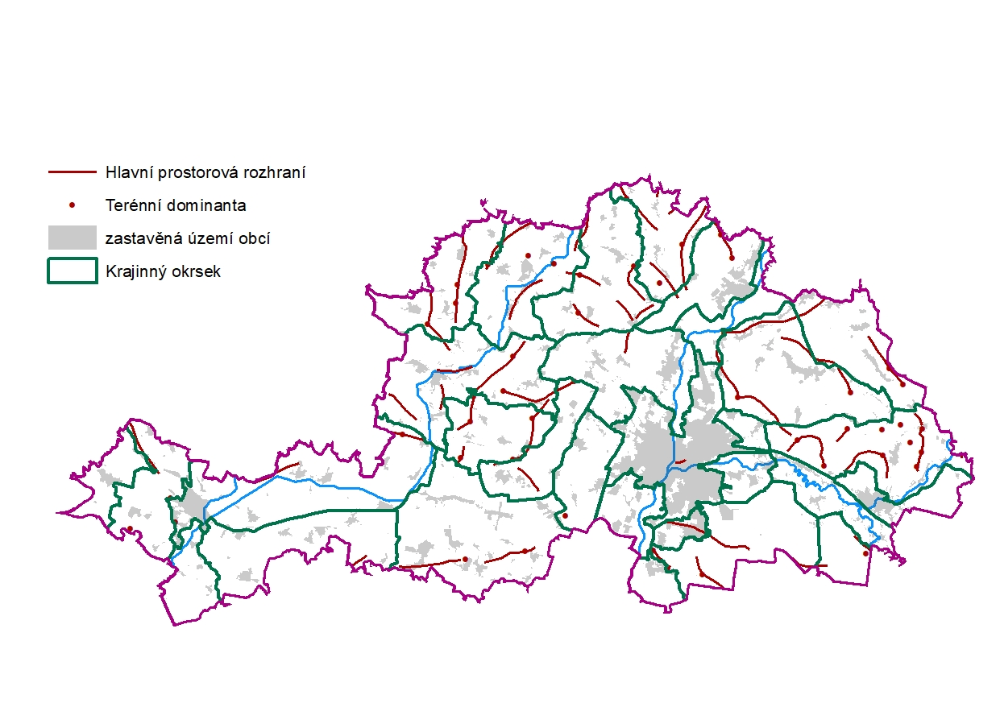 Hlavní prostorová rozhraní
Terénní dominanta
zastavěná území obcí
Krajinný okrsek